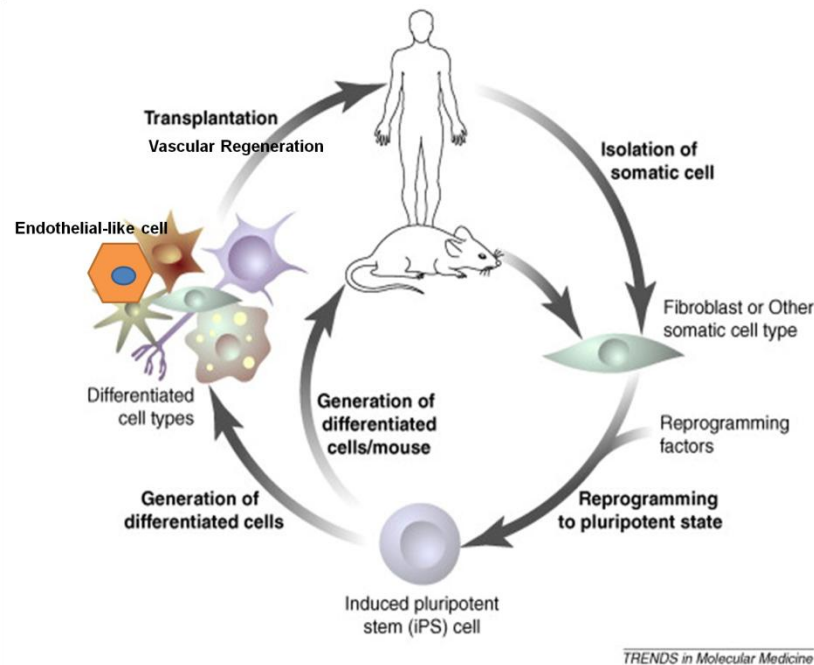 Transplantation
Vascular Regeneration
Isolation of
somatic cell
Endothelial-like cell
Fibroblast or Other
somatic cell type
Differentiated
cell types
Generation of
differentiated
cells/mouse
Reprogramming
factors
Generation of
differentiated cells
Reprogramming
to pluripotent state
Induced pluripotent
stem (iPS) cell
TRENDS in Molecular Medicine